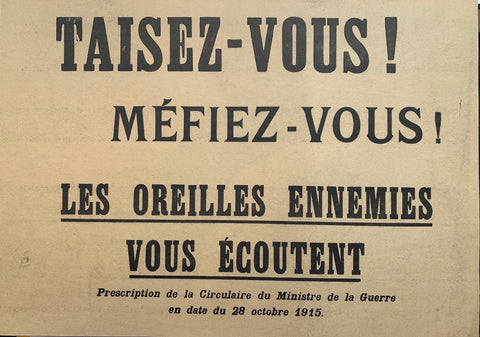 TAISEZ-VOUS !
MÉFIEZ-VOUS !
LES OREILLES ENNEMIES
VOUS ÉCOUTENT
Prescription de la Circulaire du Ministre de la Guerre
en date du 28 octobre 1915.